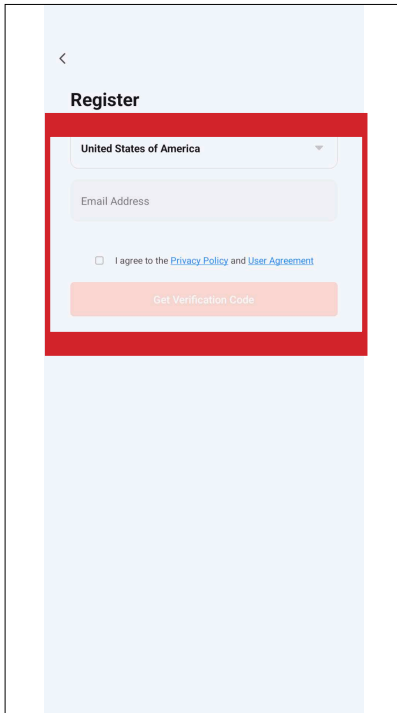 Register
United States of America
Email Address
I agree to the Privacy Policy and User Agreement
Get Verification Code